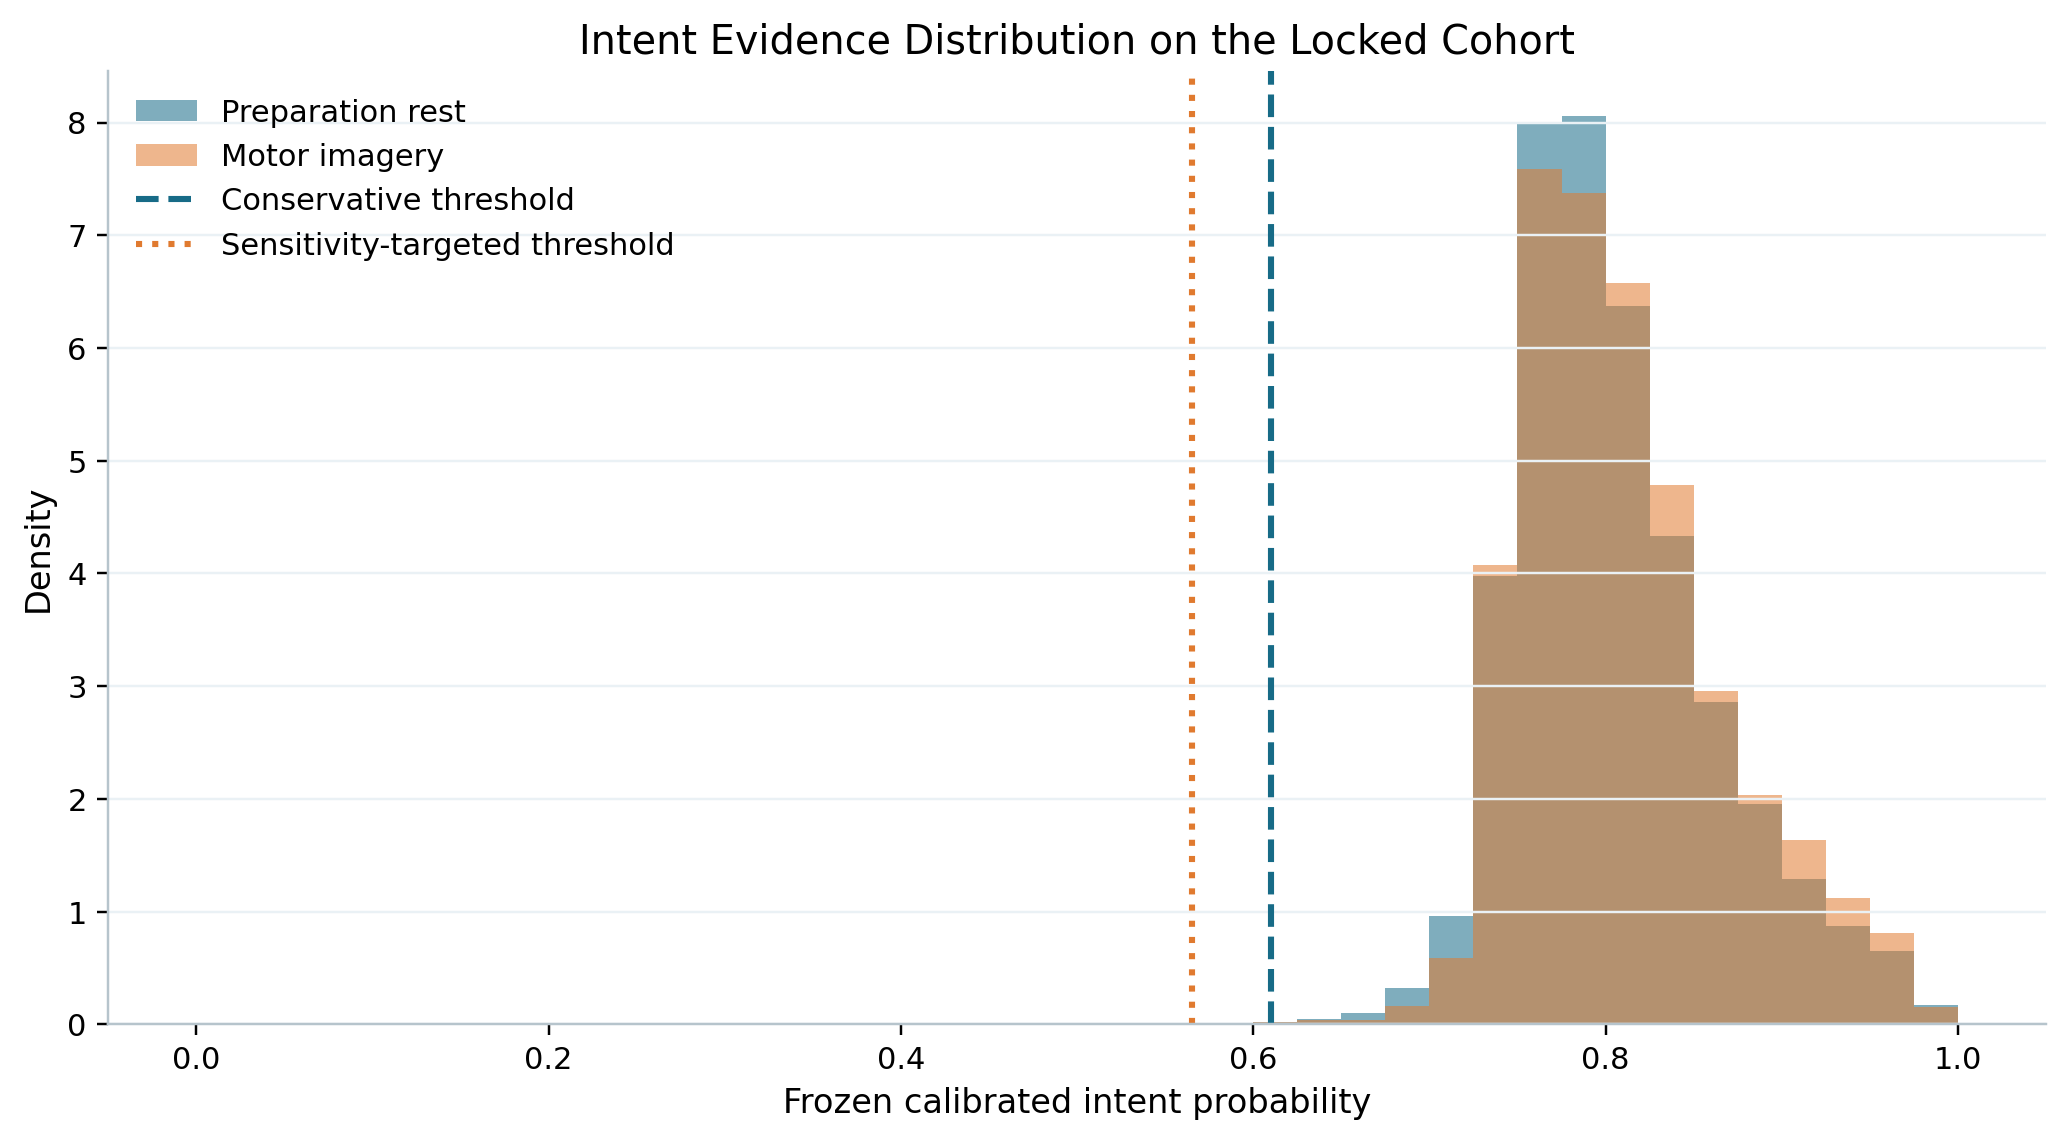 Intent Evidence Distribution on the Locked Cohort
Preparation rest
Motor imagery
Conservative threshold
Sensitivity-targeted threshold
8
7
6
5
4
3
2
1
0
Density
0.0 0.2 0.4 0.6 0.8 1.0
Frozen calibrated intent probability